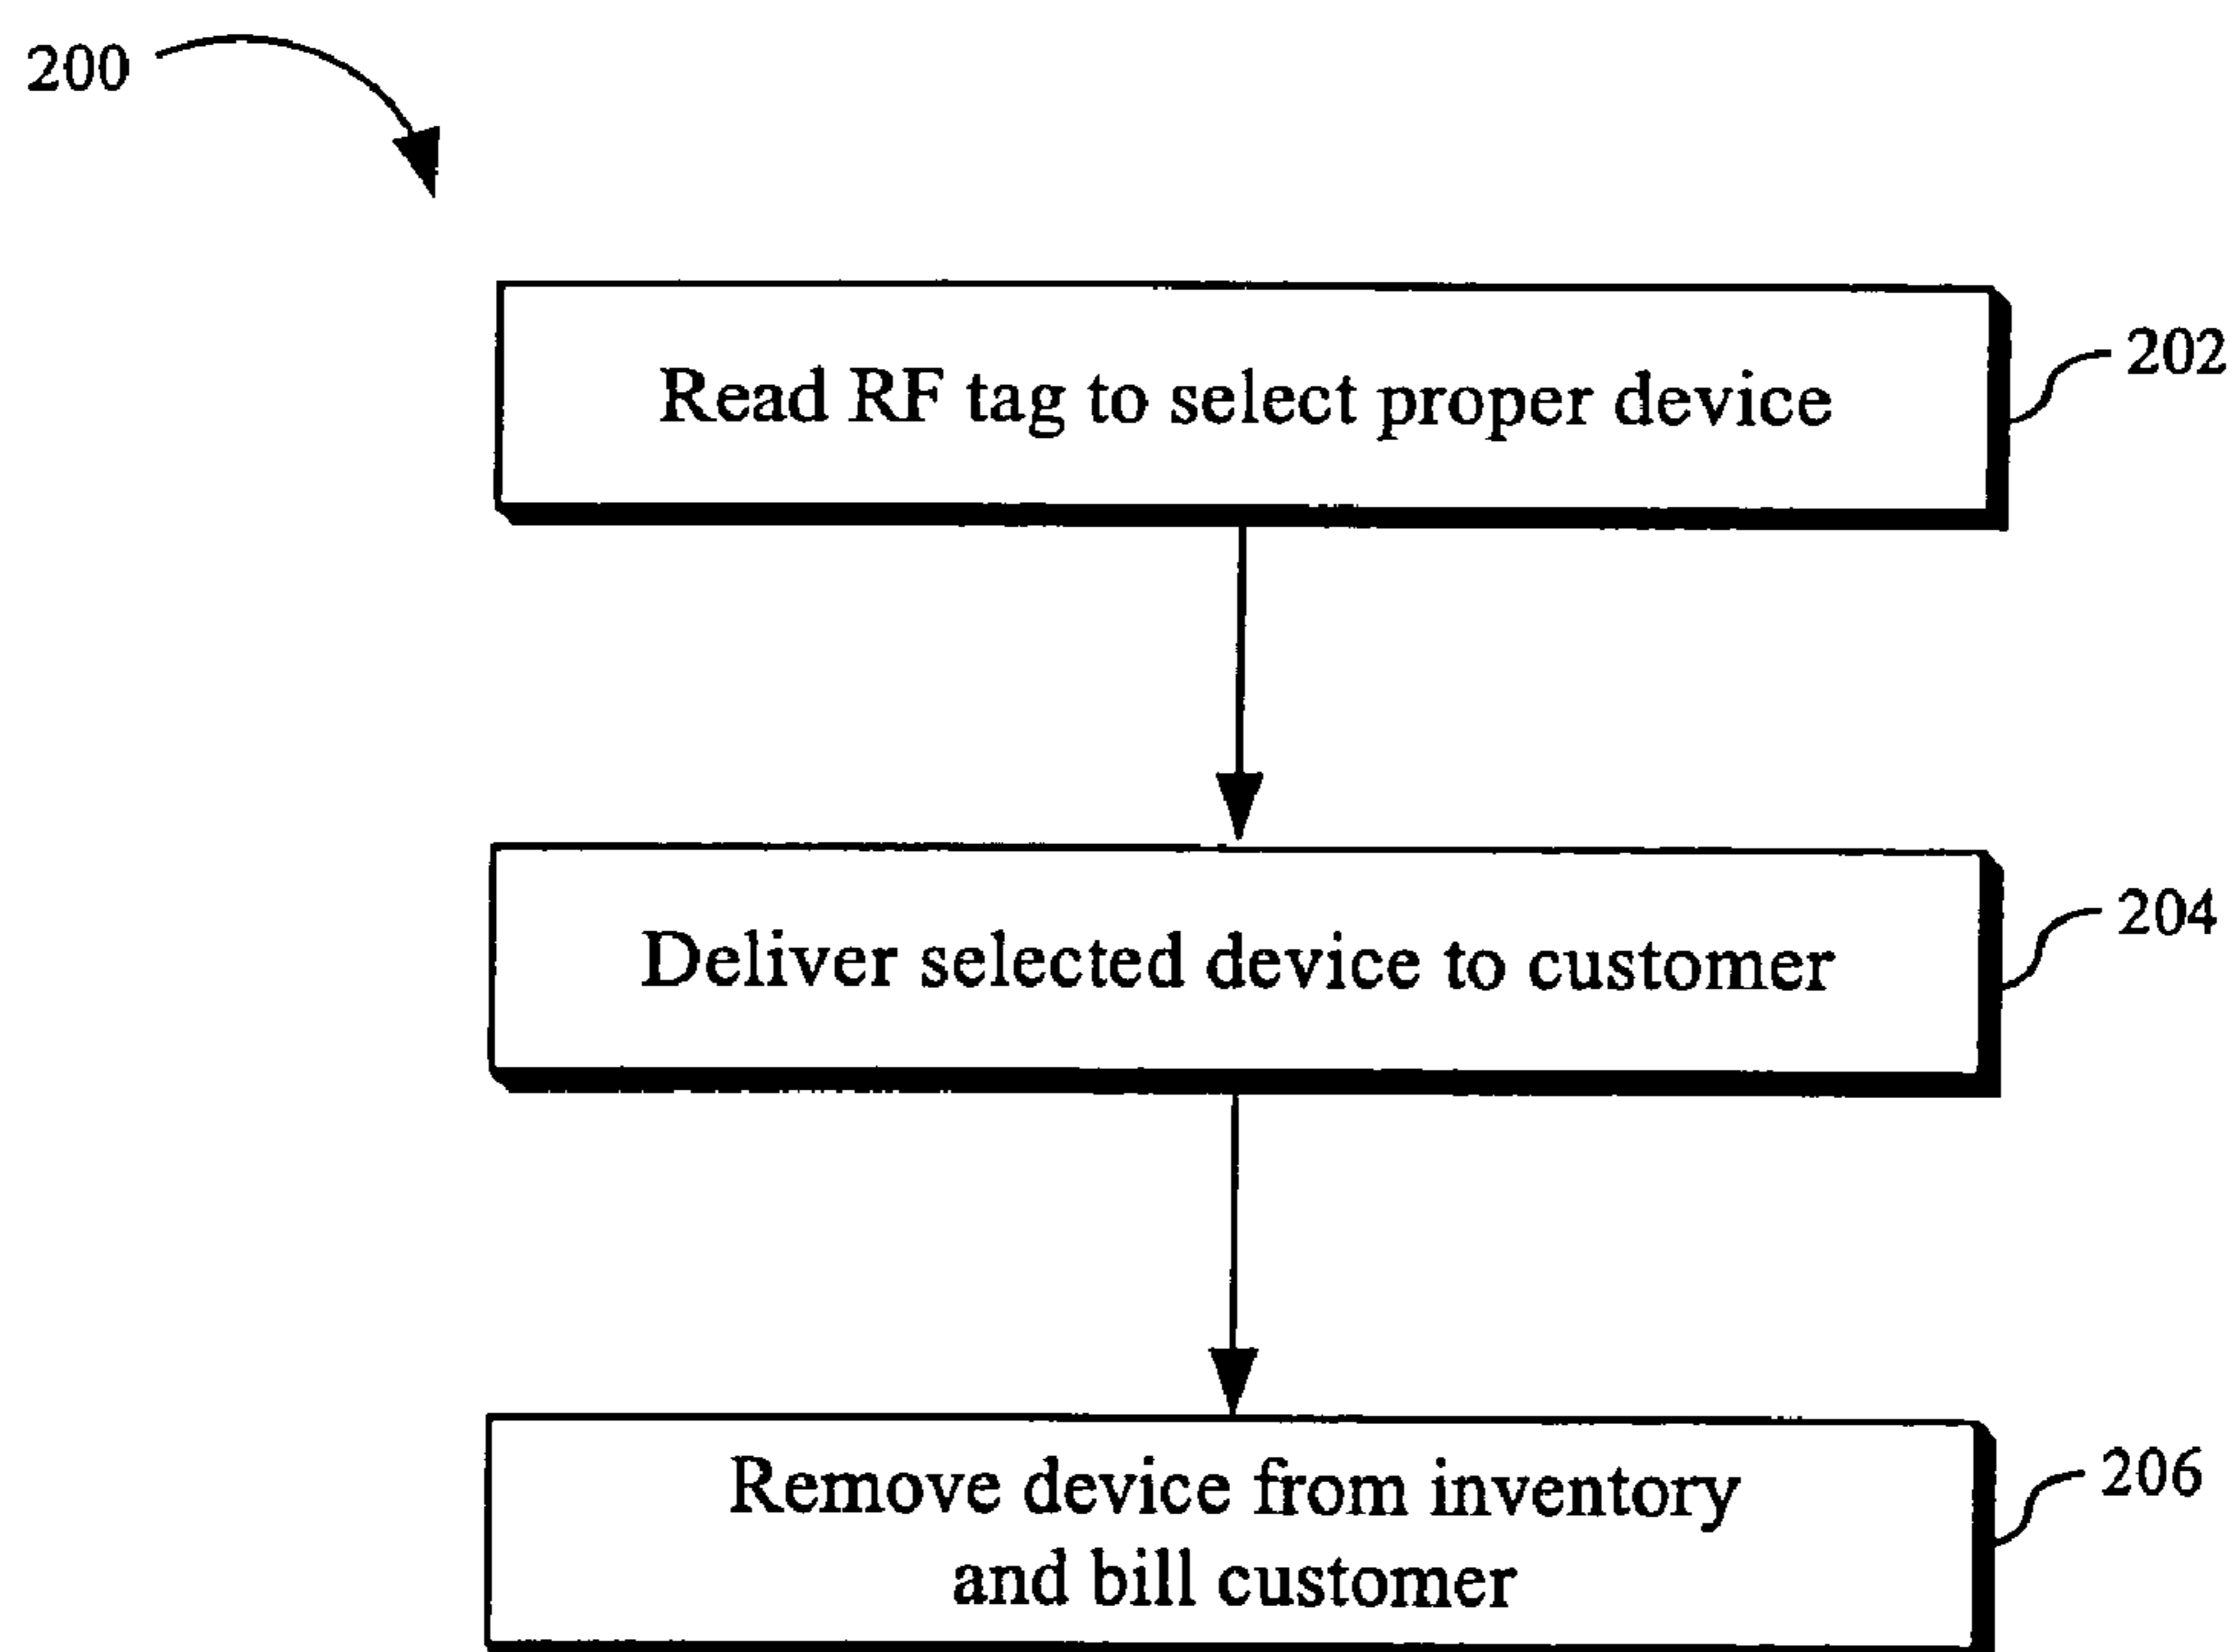 200
Read RF tag to select proper device
202
Deliver selected device to customer
204
Remove device from inventory
and bill customer
206